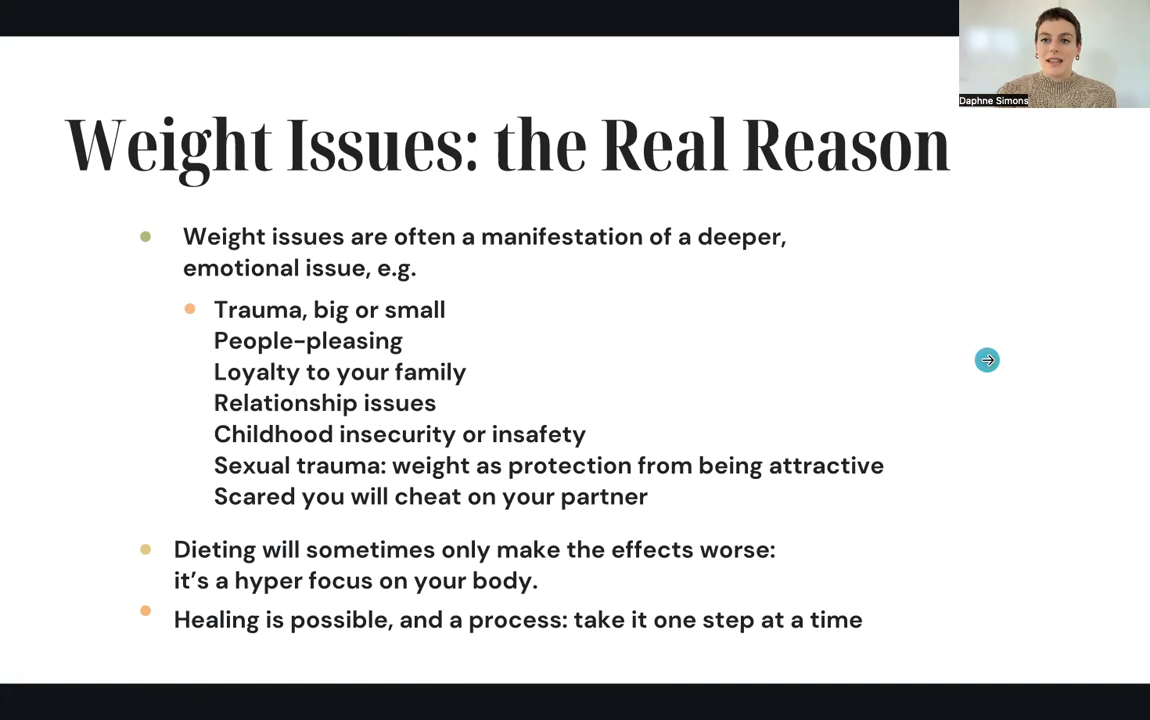 Daphne Simons
Weight Issues: the Real Reason
Weight issues are often a manifestation of a deeper,
emotional issue, e.g.
Trauma, big or small
People-pleasing
Loyalty to your family
Relationship issues
Childhood insecurity or insafety
Sexual trauma: weight as protection from being attractive
Scared you will cheat on your partner
Dieting will sometimes only make the effects worse:
it’s a hyper focus on your body.
Healing is possible, and a process: take it one step at a time